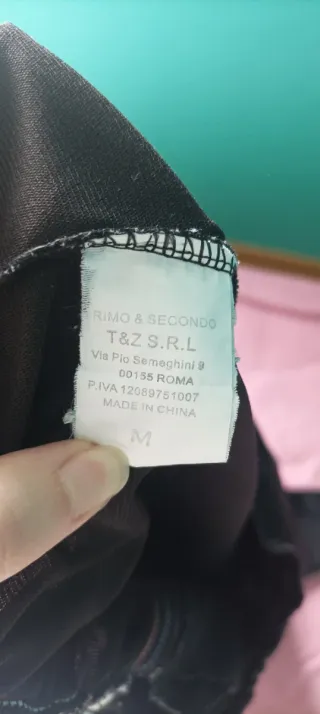 RIMO & SECONDO
T&Z S.R.L
Via Pio Semeghini 9
00155 ROMA
P.IVA 12089751007
MADE IN CHINA
M